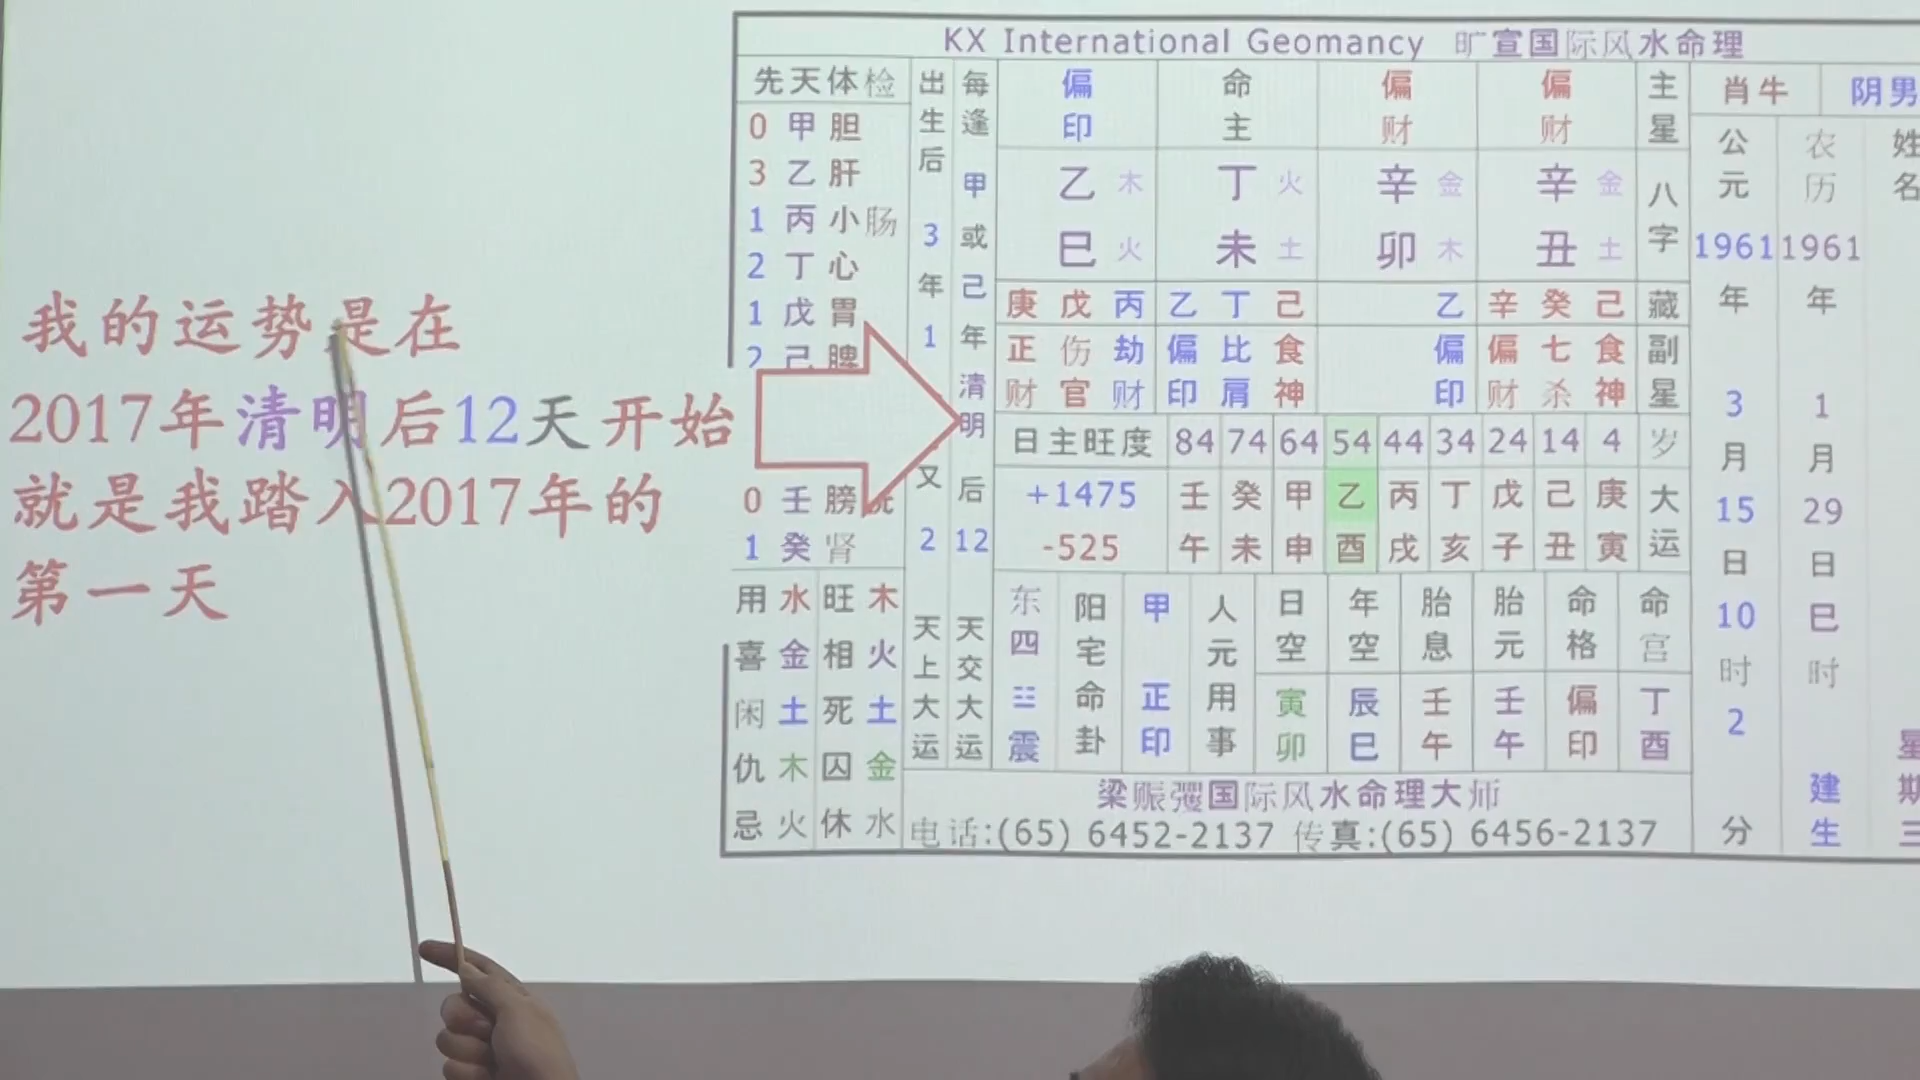 我的运势是在
2017年清明后12天开始
就是我踏入2017年的
第一天
KX International Geomancy 旷宣国际风水命理
先天体检
0 甲 胆
3 乙 肝
1 丙 小肠
2 丁 心
1 戊 胃
2 己 脾
0 壬 膀胱
1 癸 肾
用 水 旺 木
喜 金 相 火
闲 土 死 土
仇 木 囚 金
忌 火 休 水
出生后 3 年 1 又 2 天上大运
每逢 甲或己年 清明后 12 天交大运
偏印 命主 偏财 偏财 主星
乙 木 丁 火 辛 金 辛 金 八字
巳 火 未 土 卯 木 丑 土
庚 戊 丙 乙 丁 己 乙 辛 癸 己 藏
正财 伤官 劫财 偏印 比肩 食神 偏印 偏财 七杀 食神 副星
日主旺度 84 74 64 54 44 34 24 14 4 岁
+1475 壬 癸 甲 乙 丙 丁 戊 己 庚 大
-525 午 未 申 酉 戌 亥 子 丑 寅 运
东四 ☳ 震 阳宅命卦 甲 正印 人元用事 日空 年空 胎息 胎元 命格 命宫
寅卯 辰巳 壬午 壬午 偏印 丁酉
梁赈彏国际风水命理大师
电话:(65) 6452-2137 传真:(65) 6456-2137
肖牛 阴男
公元 1961 年 3 月 15 日 10 时 2 分
农历 1961 年 1 月 29 日 巳 时 建生
姓名
星期三